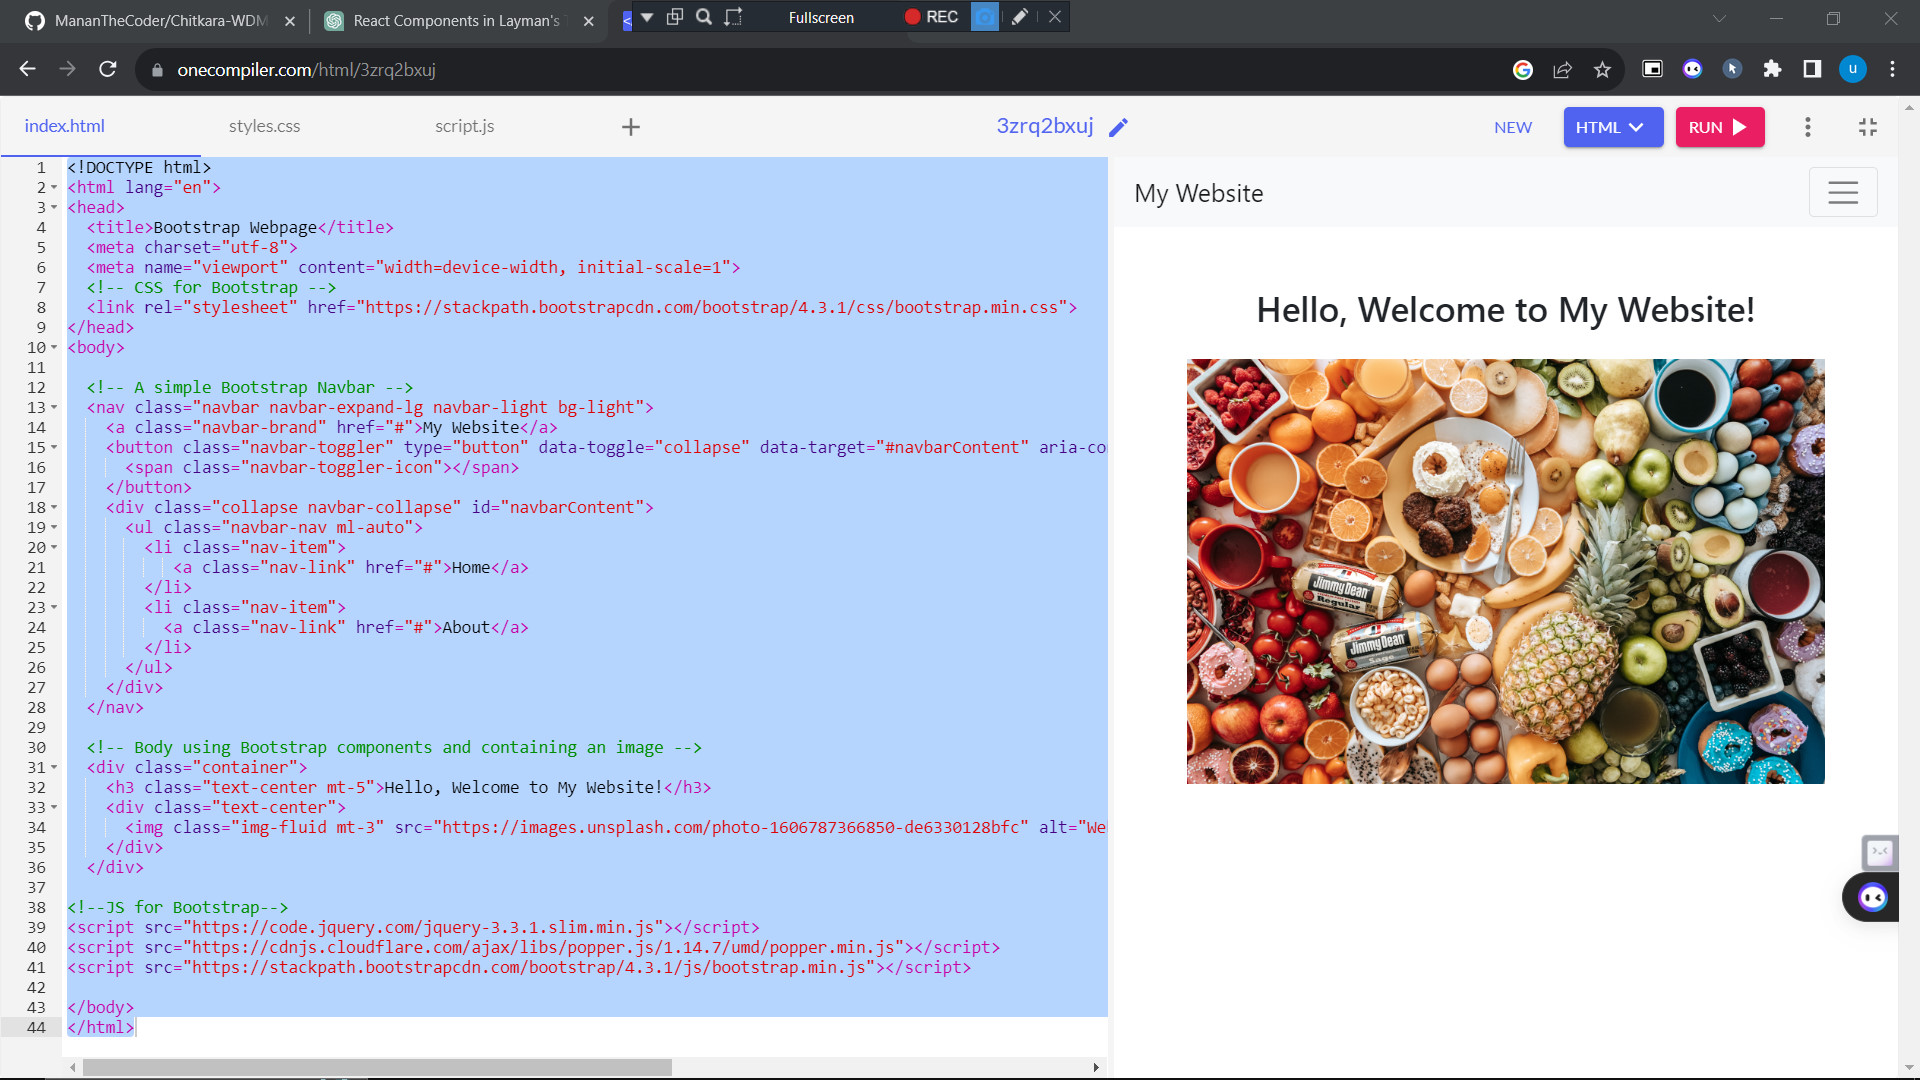 MananTheCoder/Chitkara-WDM
React Components in Layman's T
Fullscreen
REC
onecompiler.com/html/3zrq2bxuj
u
index.html
styles.css
script.js
3zrq2bxuj
NEW
HTML
RUN
1 <!DOCTYPE html>
2 <html lang="en">
3 <head>
4 <title>Bootstrap Webpage</title>
5 <meta charset="utf-8">
6 <meta name="viewport" content="width=device-width, initial-scale=1">
7 <!-- CSS for Bootstrap -->
8 <link rel="stylesheet" href="https://stackpath.bootstrapcdn.com/bootstrap/4.3.1/css/bootstrap.min.css">
9 </head>
10 <body>
11
12 <!-- A simple Bootstrap Navbar -->
13 <nav class="navbar navbar-expand-lg navbar-light bg-light">
14 <a class="navbar-brand" href="#">My Website</a>
15 <button class="navbar-toggler" type="button" data-toggle="collapse" data-target="#navbarContent" aria-co
16 <span class="navbar-toggler-icon"></span>
17 </button>
18 <div class="collapse navbar-collapse" id="navbarContent">
19 <ul class="navbar-nav ml-auto">
20 <li class="nav-item">
21 <a class="nav-link" href="#">Home</a>
22 </li>
23 <li class="nav-item">
24 <a class="nav-link" href="#">About</a>
25 </li>
26 </ul>
27 </div>
28 </nav>
29
30 <!-- Body using Bootstrap components and containing an image -->
31 <div class="container">
32 <h3 class="text-center mt-5">Hello, Welcome to My Website!</h3>
33 <div class="text-center">
34 <img class="img-fluid mt-3" src="https://images.unsplash.com/photo-1606787366850-de6330128bfc" alt="We
35 </div>
36 </div>
37
38 <!--JS for Bootstrap-->
39 <script src="https://code.jquery.com/jquery-3.3.1.slim.min.js"></script>
40 <script src="https://cdnjs.cloudflare.com/ajax/libs/popper.js/1.14.7/umd/popper.min.js"></script>
41 <script src="https://stackpath.bootstrapcdn.com/bootstrap/4.3.1/js/bootstrap.min.js"></script>
42
43 </body>
44 </html>
My Website
Hello, Welcome to My Website!
Jimmy Dean
Regular
Jimmy Dean
Sage